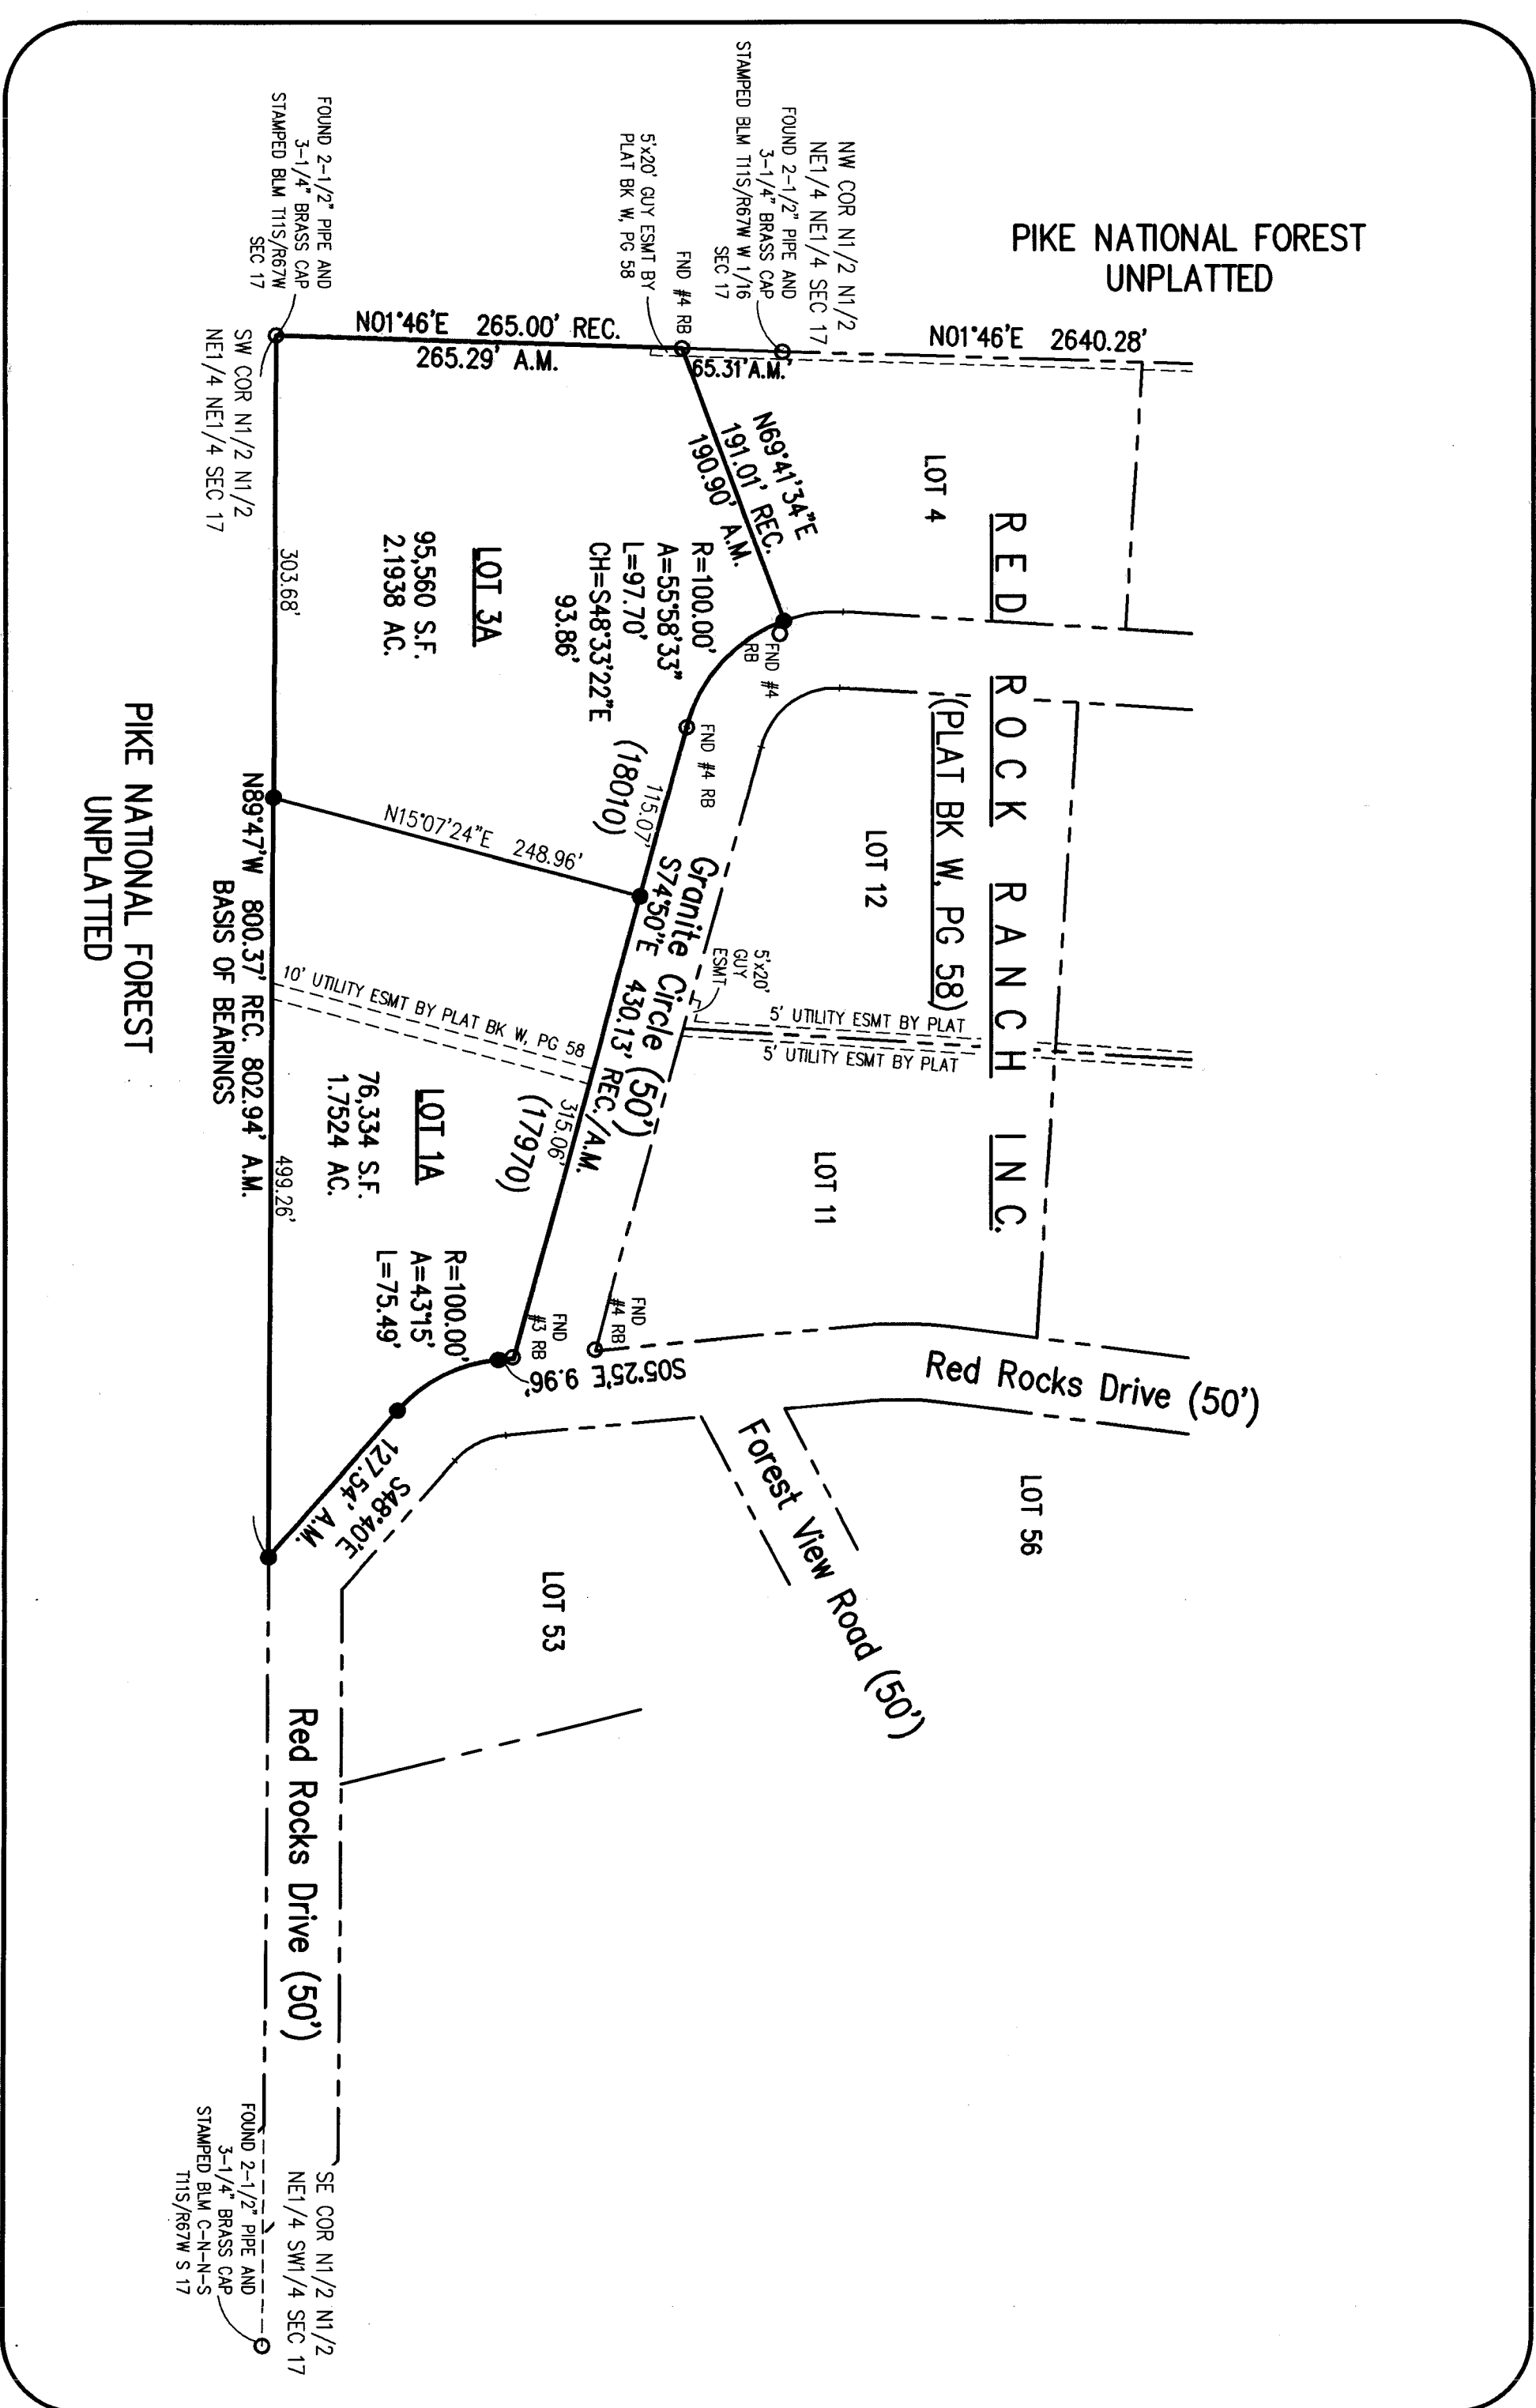 PIKE NATIONAL FOREST
UNPLATTED
N01°46'E 2640.28'
NW COR N1/2 N1/2
NE1/4 NE1/4 SEC 17
FOUND 2-1/2" PIPE AND
3-1/4" BRASS CAP
STAMPED BLM T11S/R67W W 1/16
SEC 17
FND #4 RB
5'x20' GUY ESMT BY
PLAT BK W, PG 58
65.31'A.M.
N01°46'E 265.00' REC.
265.29' A.M.
FOUND 2-1/2" PIPE AND
3-1/4" BRASS CAP
STAMPED BLM T11S/R67W
SEC 17
SW COR N1/2 N1/2
NE1/4 NE1/4 SEC 17
RED ROCK RANCH INC.
(PLAT BK W, PG 58)
LOT 4
LOT 12
LOT 11
LOT 56
LOT 53
N69°41'34"E
191.01' REC.
190.90' A.M.
FND #4
RB
R=100.00'
A=55°58'33"
L=97.70'
CH=S48°33'22"E
93.86'
FND #4 RB
115.07'
(18010)
LOT 3A
95,560 S.F.
2.1938 AC.
303.68'
N15°07'24"E 248.96'
Granite Circle (50')
S74°50"E 430.13' REC./A.M.
315.06'
(17970)
5'x20'
GUY
ESMT
5' UTILITY ESMT BY PLAT
5' UTILITY ESMT BY PLAT
10' UTILITY ESMT BY PLAT BK W, PG 58
LOT 1A
76,334 S.F.
1.7524 AC.
499.26'
N89°47'W 800.37' REC. 802.94' A.M.
BASIS OF BEARINGS
PIKE NATIONAL FOREST
UNPLATTED
R=100.00'
A=43°15'
L=75.49'
FND
#3 RB
FND
#4 RB
S05°25'E 9.96'
S48°40'E
127.54' A.M.
Red Rocks Drive (50')
Forest View Road (50')
Red Rocks Drive (50')
SE COR N1/2 N1/2
NE1/4 SW1/4 SEC 17
FOUND 2-1/2" PIPE AND
3-1/4" BRASS CAP
STAMPED BLM C-N-N-S
T11S/R67W S 17